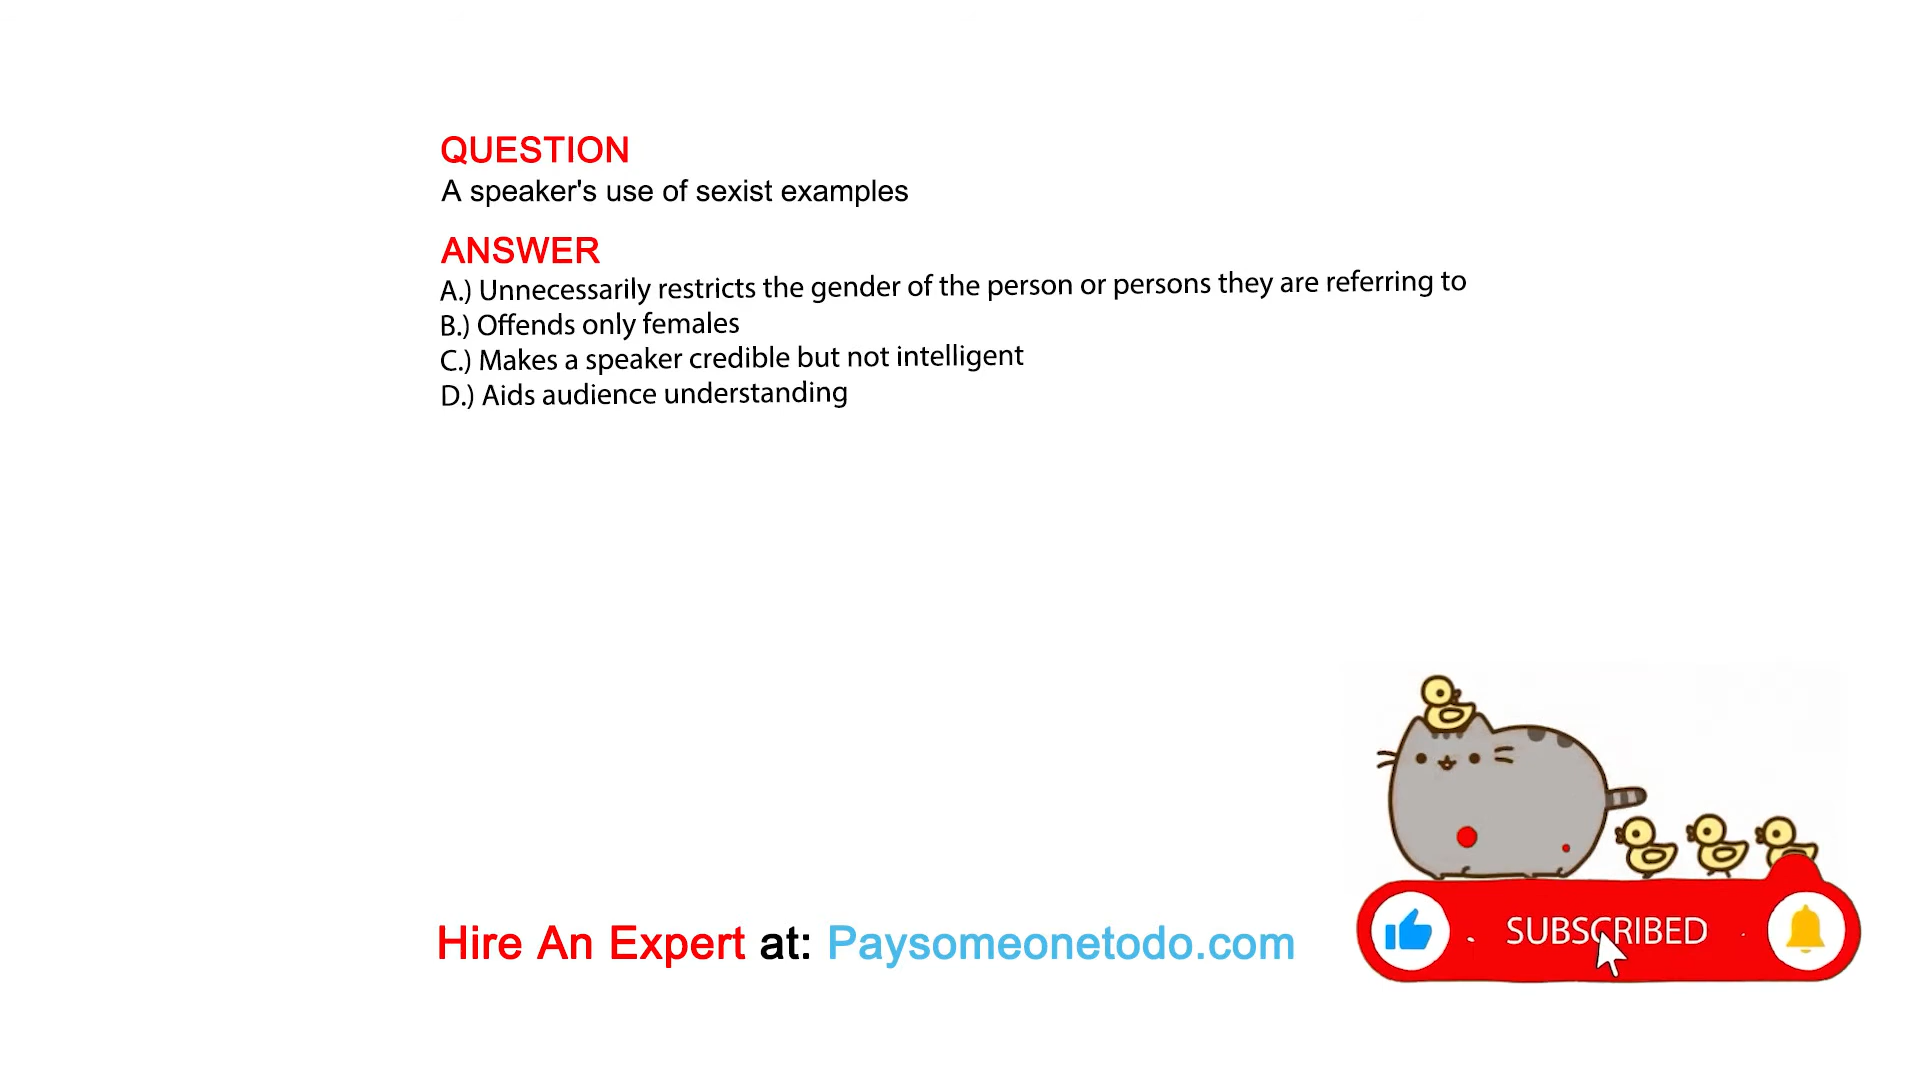 QUESTION
A speaker's use of sexist examples
ANSWER
A.) Unnecessarily restricts the gender of the person or persons they are referring to
B.) Offends only females
C.) Makes a speaker credible but not intelligent
D.) Aids audience understanding
Hire An Expert at: Paysomeonetodo.com
SUBSCRIBED